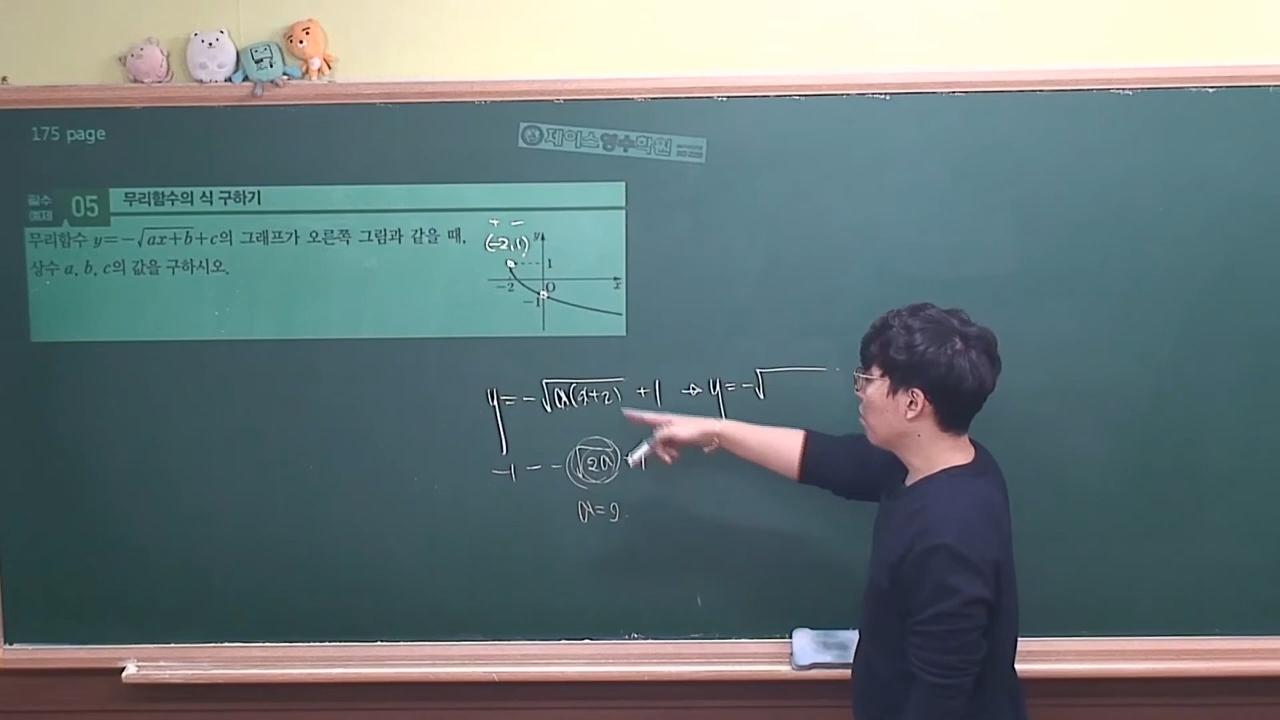 175 page
제이스영수학원
필수 예제 05 무리함수의 식 구하기
무리함수 y=-√(ax+b)+c의 그래프가 오른쪽 그림과 같을 때,
상수 a, b, c의 값을 구하시오.
+ -
(-2, 1)
y
1
-2
O
x
-1
y=-√(a(x+2)) +1 → y=-√
-1 = -√(2a) +1
a=2.